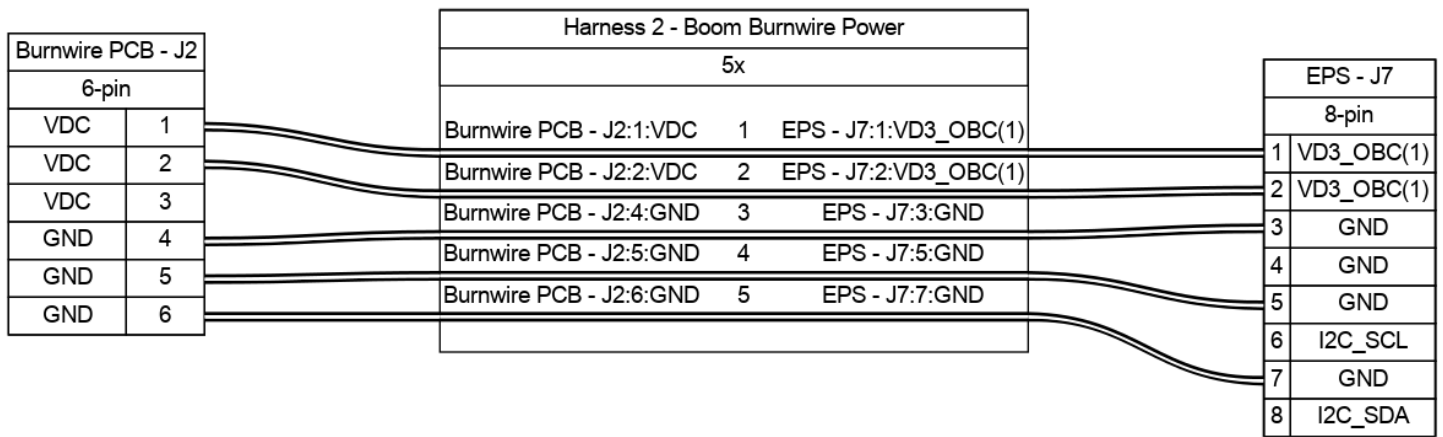 Burnwire PCB - J2
6-pin
VDC 1
VDC 2
VDC 3
GND 4
GND 5
GND 6
Harness 2 - Boom Burnwire Power
5x
Burnwire PCB - J2:1:VDC 1 EPS - J7:1:VD3_OBC(1)
Burnwire PCB - J2:2:VDC 2 EPS - J7:2:VD3_OBC(1)
Burnwire PCB - J2:4:GND 3 EPS - J7:3:GND
Burnwire PCB - J2:5:GND 4 EPS - J7:5:GND
Burnwire PCB - J2:6:GND 5 EPS - J7:7:GND
EPS - J7
8-pin
1 VD3_OBC(1)
2 VD3_OBC(1)
3 GND
4 GND
5 GND
6 I2C_SCL
7 GND
8 I2C_SDA